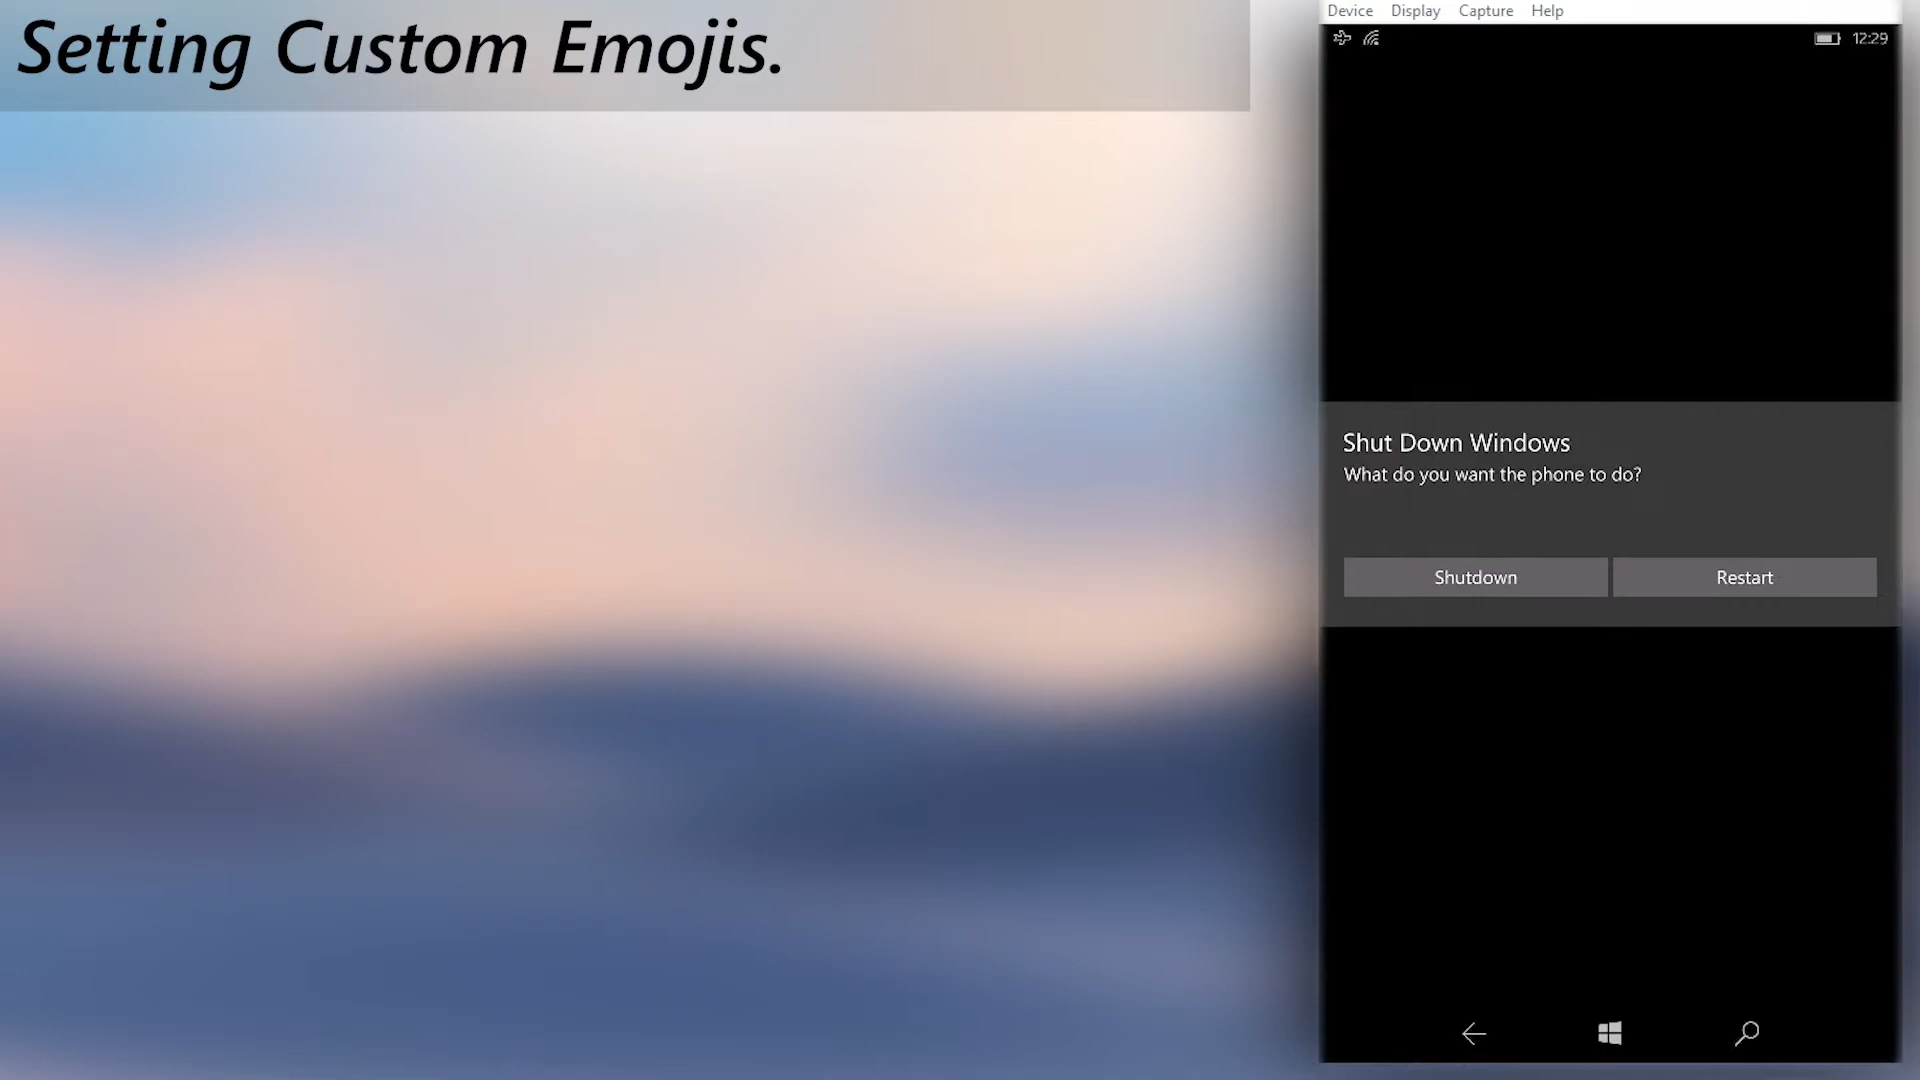 Setting Custom Emojis.
Device Display Capture Help
12:29
Shut Down Windows
What do you want the phone to do?
Shutdown Restart